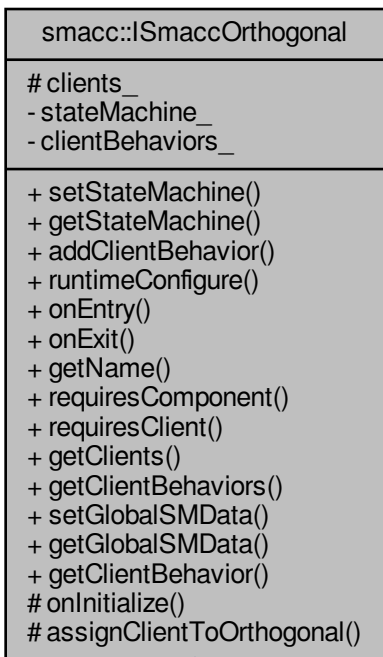 smacc::ISmaccOrthogonal
# clients_
- stateMachine_
- clientBehaviors_
+ setStateMachine()
+ getStateMachine()
+ addClientBehavior()
+ runtimeConfigure()
+ onEntry()
+ onExit()
+ getName()
+ requiresComponent()
+ requiresClient()
+ getClients()
+ getClientBehaviors()
+ setGlobalSMData()
+ getGlobalSMData()
+ getClientBehavior()
# onInitialize()
# assignClientToOrthogonal()